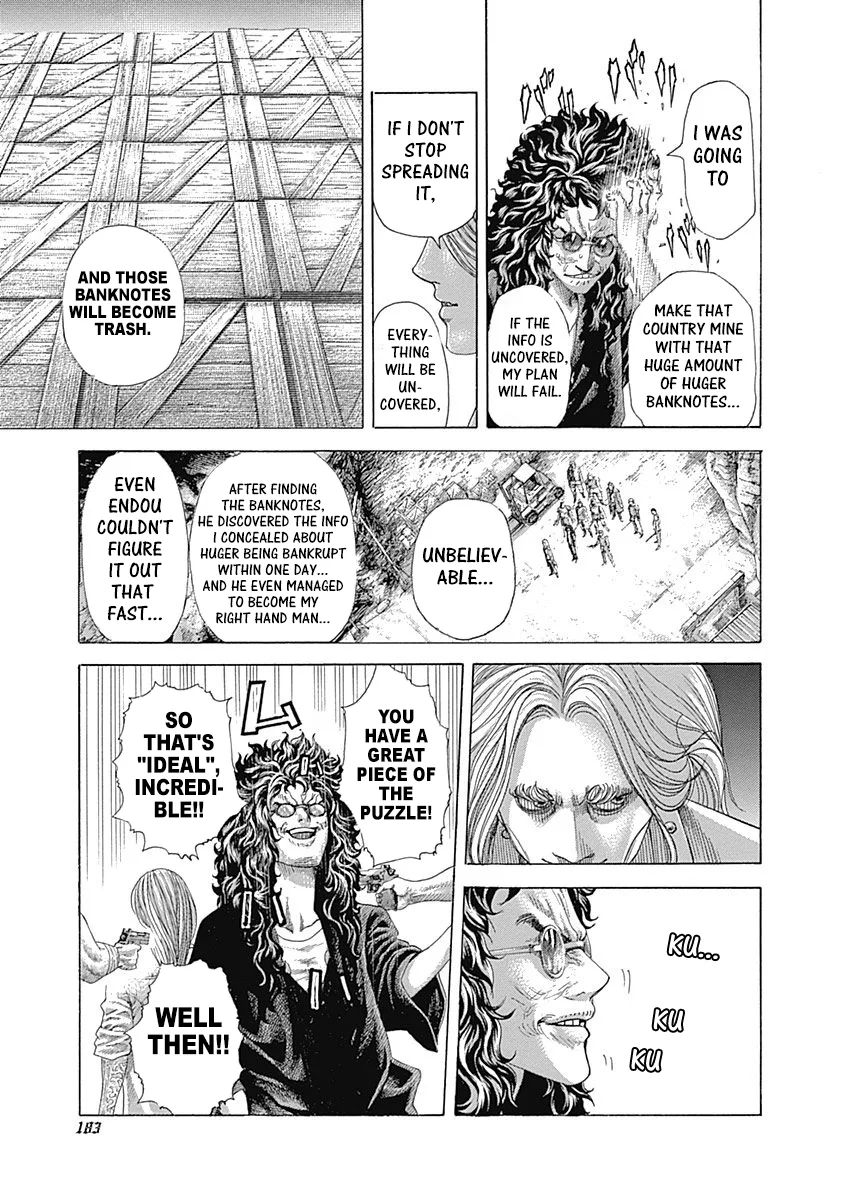 I WAS
GOING
TO
MAKE THAT
COUNTRY MINE
WITH THAT
HUGE AMOUNT
OF HUGER
BANKNOTES...
IF THE
INFO IS
UNCOVERED,
MY PLAN
WILL FAIL.
IF I DON'T
STOP
SPREADING
IT,
EVERY-
THING
WILL BE
UN-
COVERED,
AND THOSE
BANKNOTES
WILL BECOME
TRASH.
UNBELIEV-
ABLE...
AFTER FINDING
THE BANKNOTES,
HE DISCOVERED THE INFO
I CONCEALED ABOUT
HUGER BEING BANKRUPT
WITHIN ONE DAY...
AND HE EVEN MANAGED
TO BECOME MY
RIGHT HAND MAN...
EVEN
ENDOU
COULDN'T
FIGURE
IT OUT
THAT
FAST...
KU...
KU
KU
YOU
HAVE A
GREAT
PIECE OF
THE
PUZZLE!
SO
THAT'S
"IDEAL",
INCREDI-
BLE!!
WELL
THEN!!
183